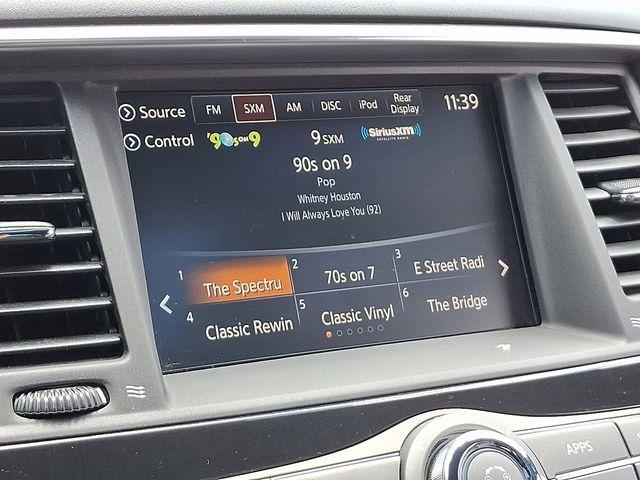 Source FM SXM AM DISC iPod Rear Display 11:39
Control '90s on 9 9 SXM SiriusXM
SATELLITE RADIO
90s on 9
Pop
Whitney Houston
I Will Always Love You (92)
1 The Spectru 2 70s on 7 3 E Street Radi
4 Classic Rewin 5 Classic Vinyl 6 The Bridge
APPS